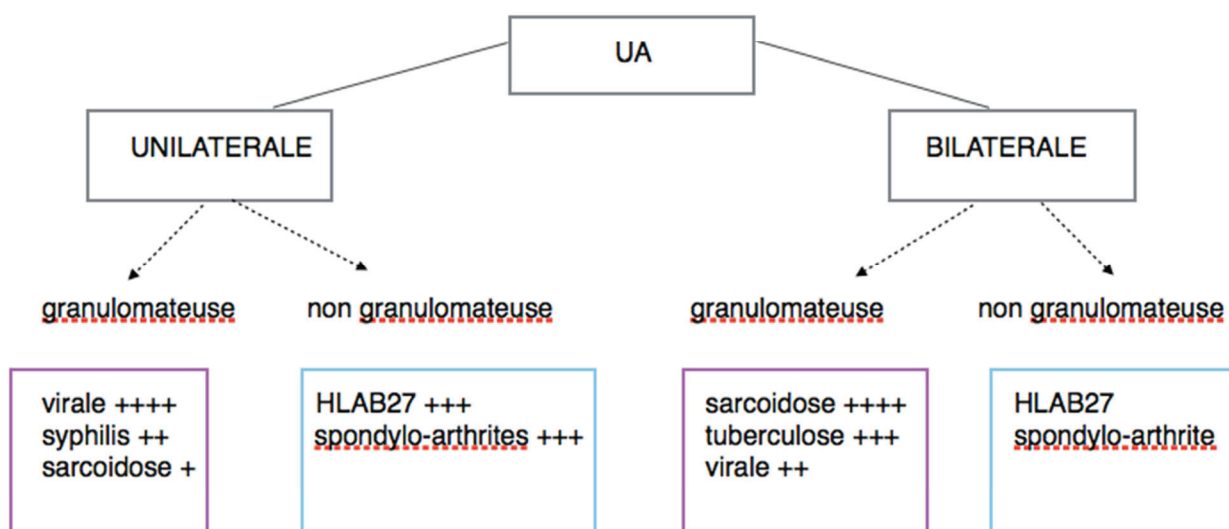 UA
UNILATERALE
BILATERALE
granulomateuse
non granulomateuse
granulomateuse
non granulomateuse
virale ++++
syphilis ++
sarcoidose +
HLAB27 +++
spondylo-arthrites +++
sarcoidose ++++
tuberculose +++
virale ++
HLAB27
spondylo-arthrite